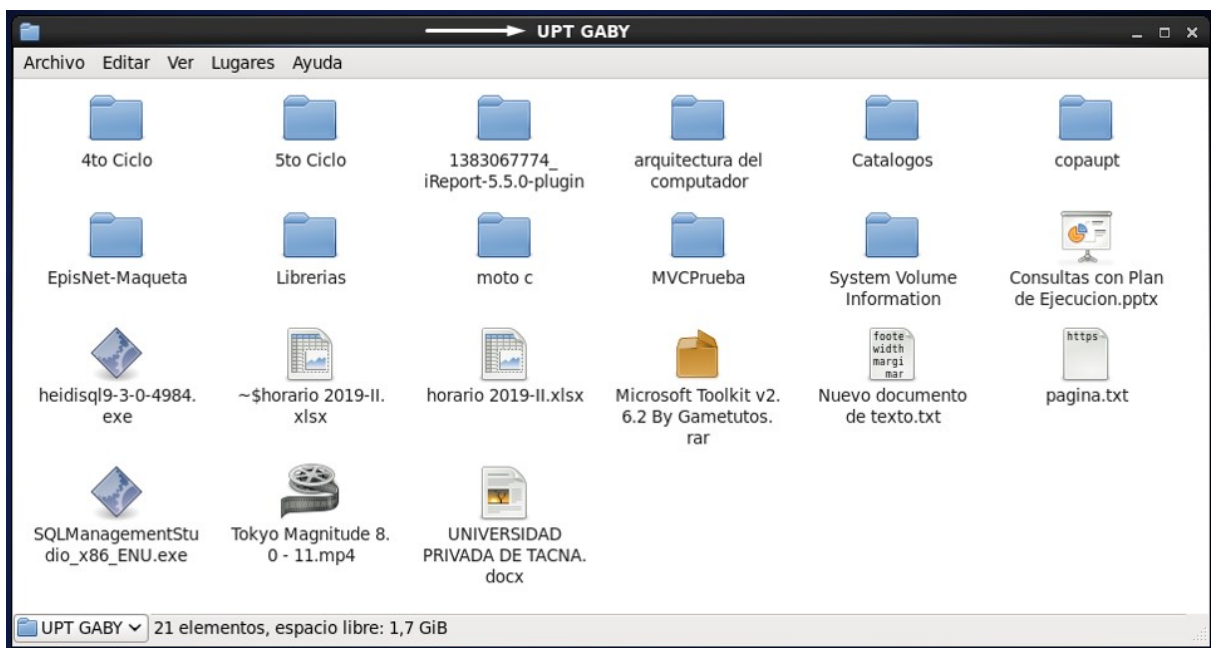 UPT GABY
Archivo Editar Ver Lugares Ayuda
4to Ciclo
5to Ciclo
1383067774_
iReport-5.5.0-plugin
arquitectura del
computador
Catalogos
copaupt
EpisNet-Maqueta
Librerias
moto c
MVCPrueba
System Volume
Information
Consultas con Plan
de Ejecucion.pptx
heidisql9-3-0-4984.
exe
~$horario 2019-II.
xlsx
horario 2019-II.xlsx
Microsoft Toolkit v2.
6.2 By Gametutos.
rar
foote
width
margi
mar
Nuevo documento
de texto.txt
https
pagina.txt
SQLManagementStu
dio_x86_ENU.exe
Tokyo Magnitude 8.
0 - 11.mp4
UNIVERSIDAD
PRIVADA DE TACNA.
docx
UPT GABY 21 elementos, espacio libre: 1,7 GiB